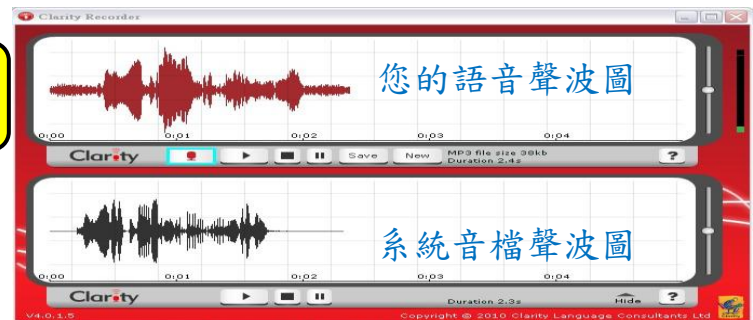 Clarity Recorder
您的語音聲波圖
0:00 0:01 0:02 0:03 0:04
Clarity Save New MP3 file size 38kb ?
Duration 2.4s
系統音檔聲波圖
0:00 0:01 0:02 0:03 0:04
Clarity Duration 2.3s Hide ?
V4.0.1.5 Copyright © 2010 Clarity Language Consultants Ltd